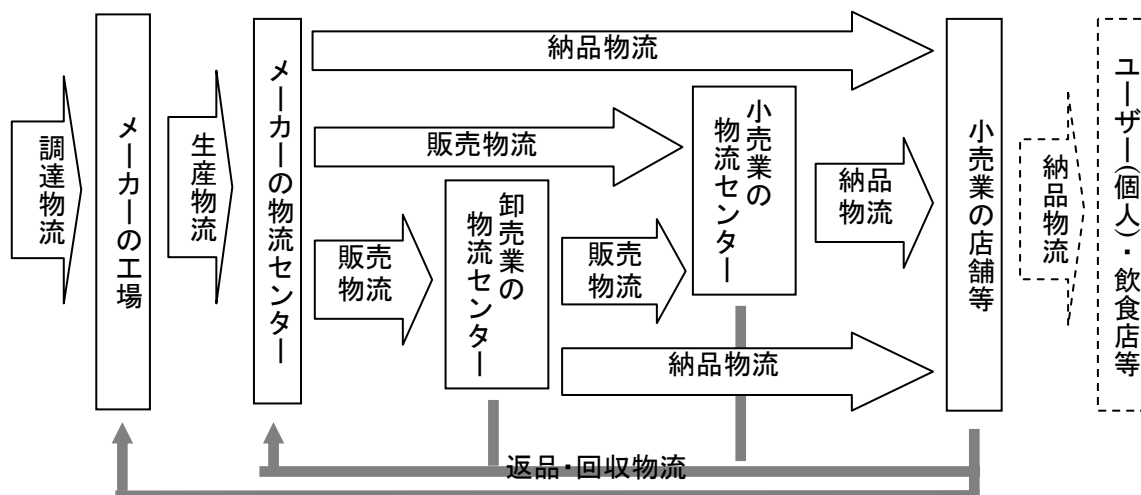 調達物流
メーカーの工場
生産物流
メーカーの物流センター
納品物流
販売物流
販売
物流
卸売業の
物流センター
販売
物流
小売業の
物流センター
納品
物流
納品物流
小売業の店舗等
納品物流
ユーザー(個人)・飲食店等
返品・回収物流